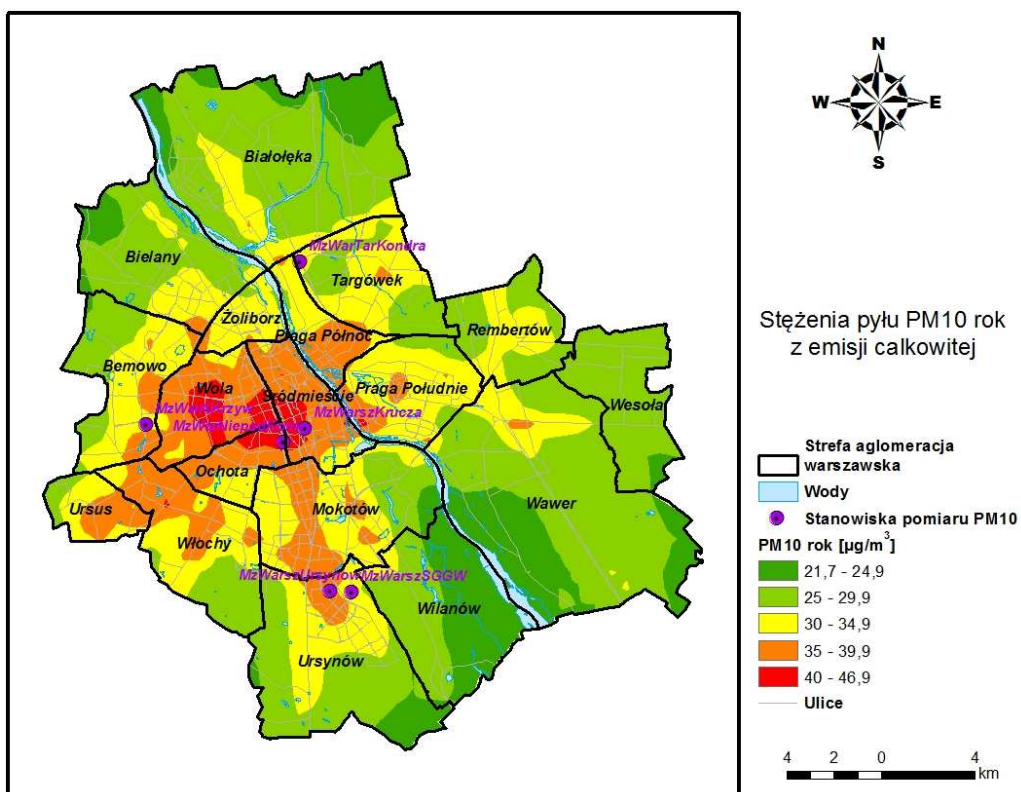 N
W
E
S
Białołęka
Bielany
MzWarTarKondra
Targówek
Żoliborz
Praga Północ
Rembertów
Bemowo
Wola
Śródmieście
Praga Południe
Wesoła
MzWarszKrucza
Ochota
Wawer
Ursus
Mokotów
Włochy
MzWarszUrsynów
MzWarszSGGW
Wilanów
Ursynów
Stężenia pyłu PM10 rok
z emisji calkowitej
Strefa aglomeracja
warszawska
Wody
Stanowiska pomiaru PM10
PM10 rok [µg/m³]
21,7 - 24,9
25 - 29,9
30 - 34,9
35 - 39,9
40 - 46,9
Ulice
4 2 0 4
km